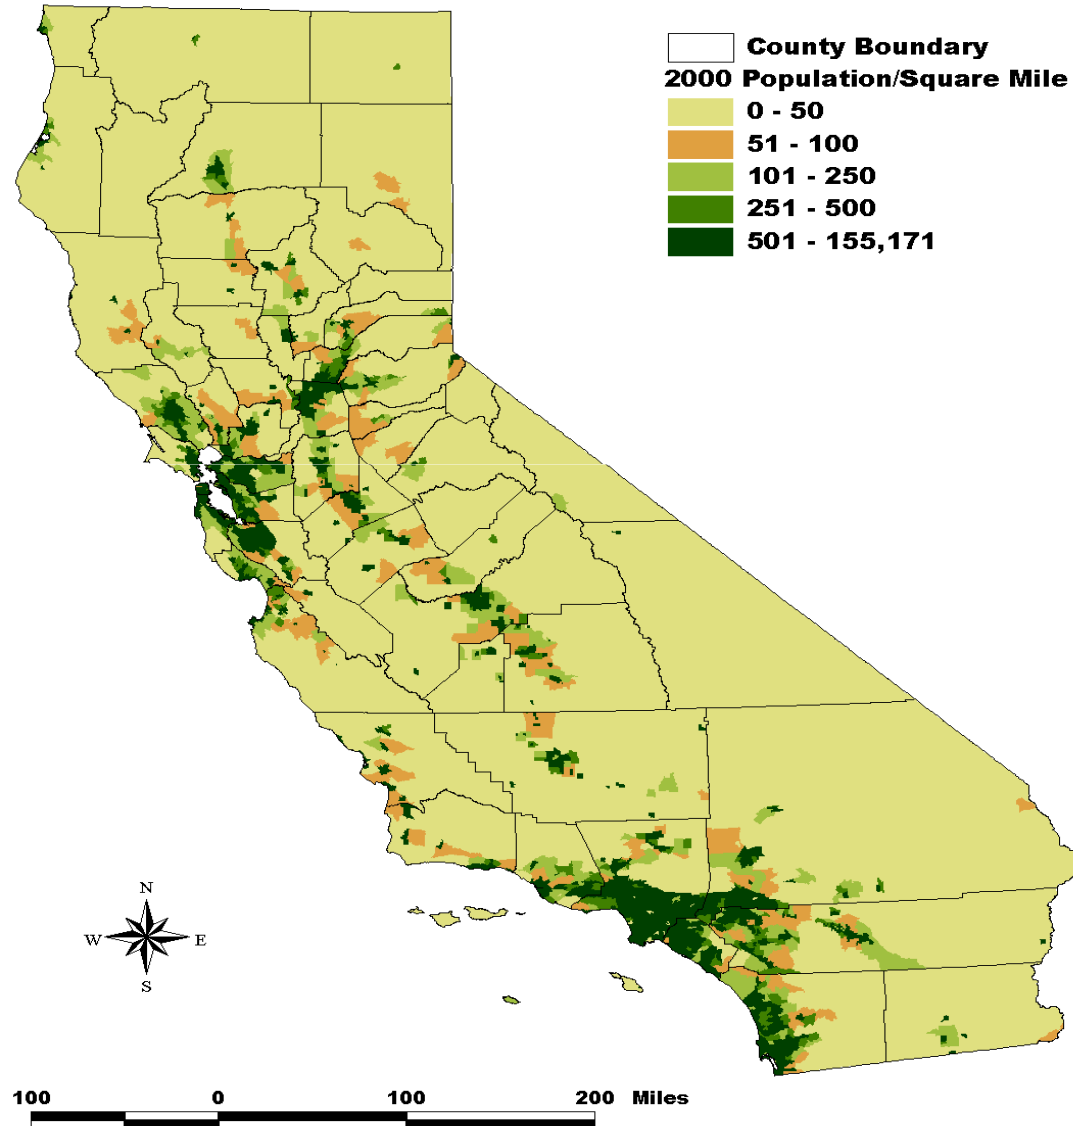 County Boundary
2000 Population/Square Mile
0 - 50
51 - 100
101 - 250
251 - 500
501 - 155,171
N
W E
S
100 0 100 200 Miles